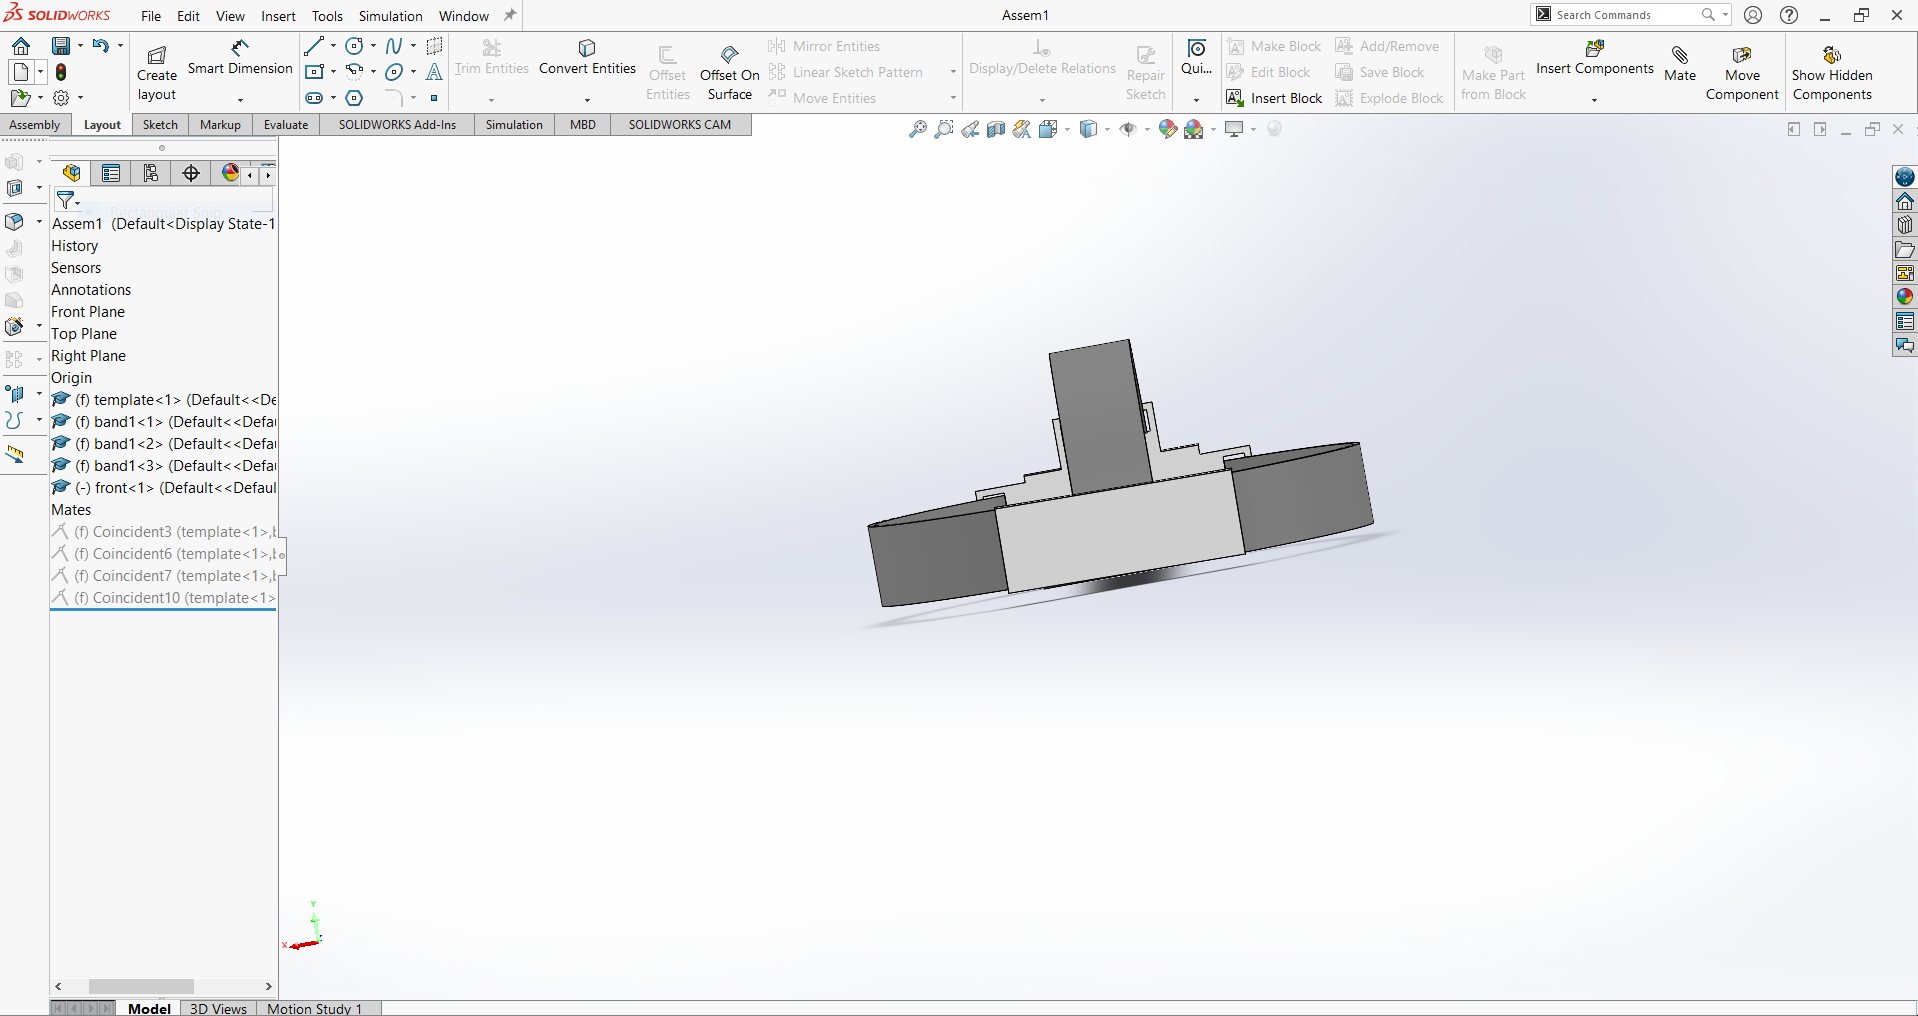 SOLIDWORKS File Edit View Insert Tools Simulation Window Assem1 Search Commands
Create layout
Smart Dimension
Trim Entities
Convert Entities
Offset Entities
Offset On Surface
Mirror Entities
Linear Sketch Pattern
Move Entities
Display/Delete Relations
Repair Sketch
Qui...
Make Block
Edit Block
Insert Block
Add/Remove
Save Block
Explode Block
Make Part from Block
Insert Components
Mate
Move Component
Show Hidden Components
Assembly Layout Sketch Markup Evaluate SOLIDWORKS Add-Ins Simulation MBD SOLIDWORKS CAM
Rectangular Snip
Assem1 (Default<Display State-1
History
Sensors
Annotations
Front Plane
Top Plane
Right Plane
Origin
(f) template<1> (Default<<De
(f) band1<1> (Default<<Defau
(f) band1<2> (Default<<Defau
(f) band1<3> (Default<<Defau
(-) front<1> (Default<<Defaul
Mates
(f) Coincident3 (template<1>,b
(f) Coincident6 (template<1>,b
(f) Coincident7 (template<1>,b
(f) Coincident10 (template<1>
Y
X
Model 3D Views Motion Study 1